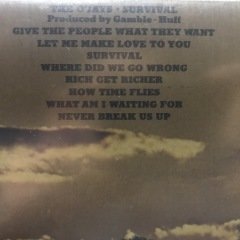 THE O'JAYS • SURVIVAL
Produced by Gamble-Huff
GIVE THE PEOPLE WHAT THEY WANT
LET ME MAKE LOVE TO YOU
SURVIVAL
WHERE DID WE GO WRONG
RICH GET RICHER
HOW TIME FLIES
WHAT AM I WAITING FOR
NEVER BREAK US UP